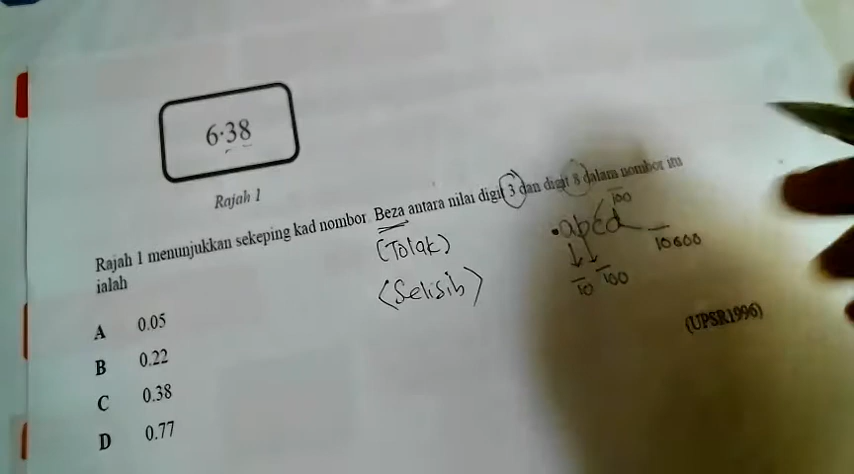 6·38
Rajah 1
Rajah 1 menunjukkan sekeping kad nombor Beza antara nilai digit 3 dan digit 8 dalam nombor itu
ialah
(Tolak)
(Selisih)
.abcd
10
100
100
10000
A 0.05
B 0.22
C 0.38
D 0.77
(UPSR1996)